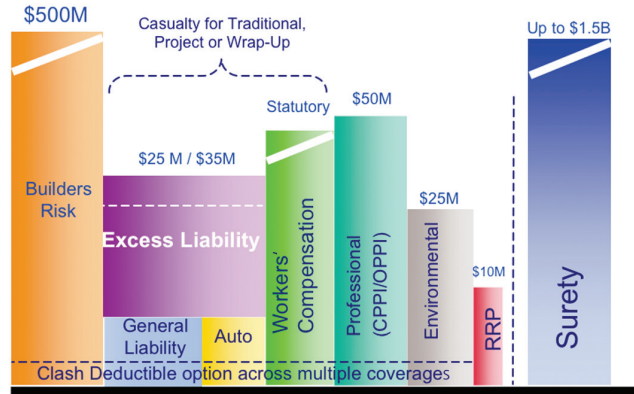 $500M
Casualty for Traditional,
Project or Wrap-Up
Up to $1.5B
Statutory
$50M
$25 M / $35M
$25M
$10M
Builders
Risk
Excess Liability
General
Liability
Auto
Workers'
Compensation
Professional
(CPPI/OPPI)
Environmental
RRP
Surety
Clash Deductible option across multiple coverages